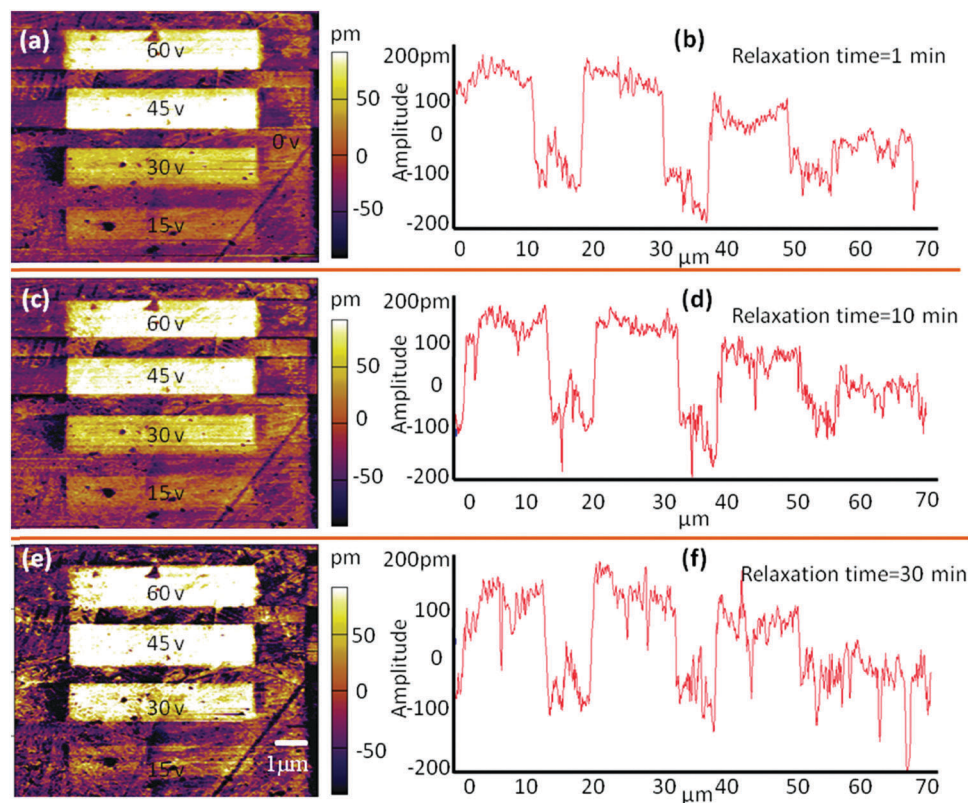 (a)
60 v
45 v
0 v
30 v
15 v
pm
50
0
-50
(b)
Relaxation time=1 min
200pm
100
0
-100
-200
Amplitude
0 10 20 30 40 50 60 70
µm
(c)
60 v
45 v
30 v
15 v
pm
50
0
-50
(d)
Relaxation time=10 min
200pm
100
0
-100
-200
Amplitude
0 10 20 30 40 50 60 70
µm
(e)
60 v
45 v
30 v
15 v
1µm
pm
50
0
-50
(f)
Relaxation time=30 min
200pm
100
0
-100
-200
Amplitude
0 10 20 30 40 50 60 70
µm